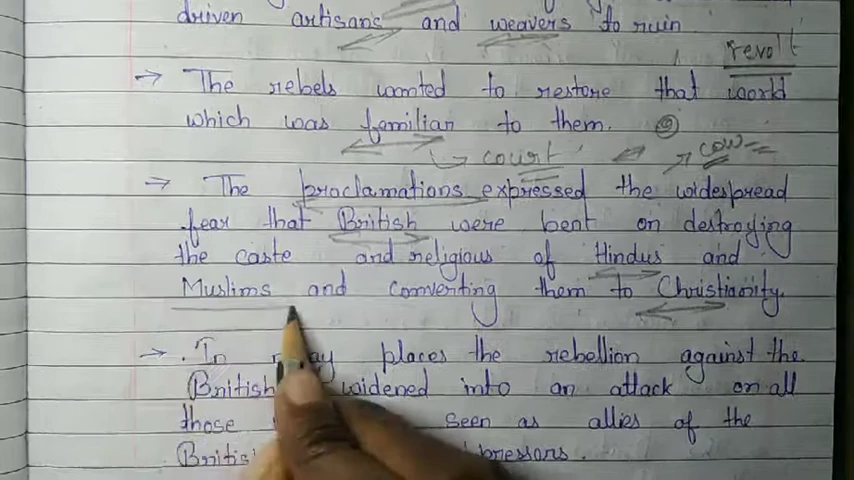 driven artisans and weavers to ruin
revolt
→ The rebels wanted to restore that world
which was familian to them.
court cow
→ The proclamations expressed the widespread
fear that British were bent on destroying
the caste and religious of Hindus and
Muslims and converting them to Christianity.
→ In places the rebellion against the
British widened into an attack on all
those seen as allies of the